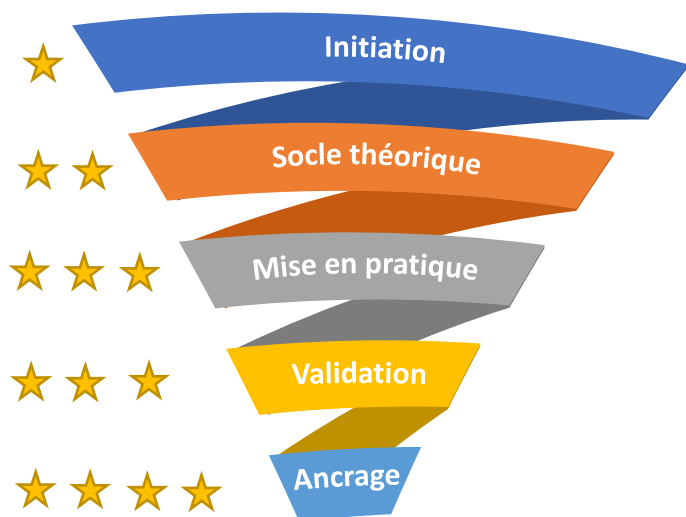 Initiation
Socle théorique
Mise en pratique
Validation
Ancrage